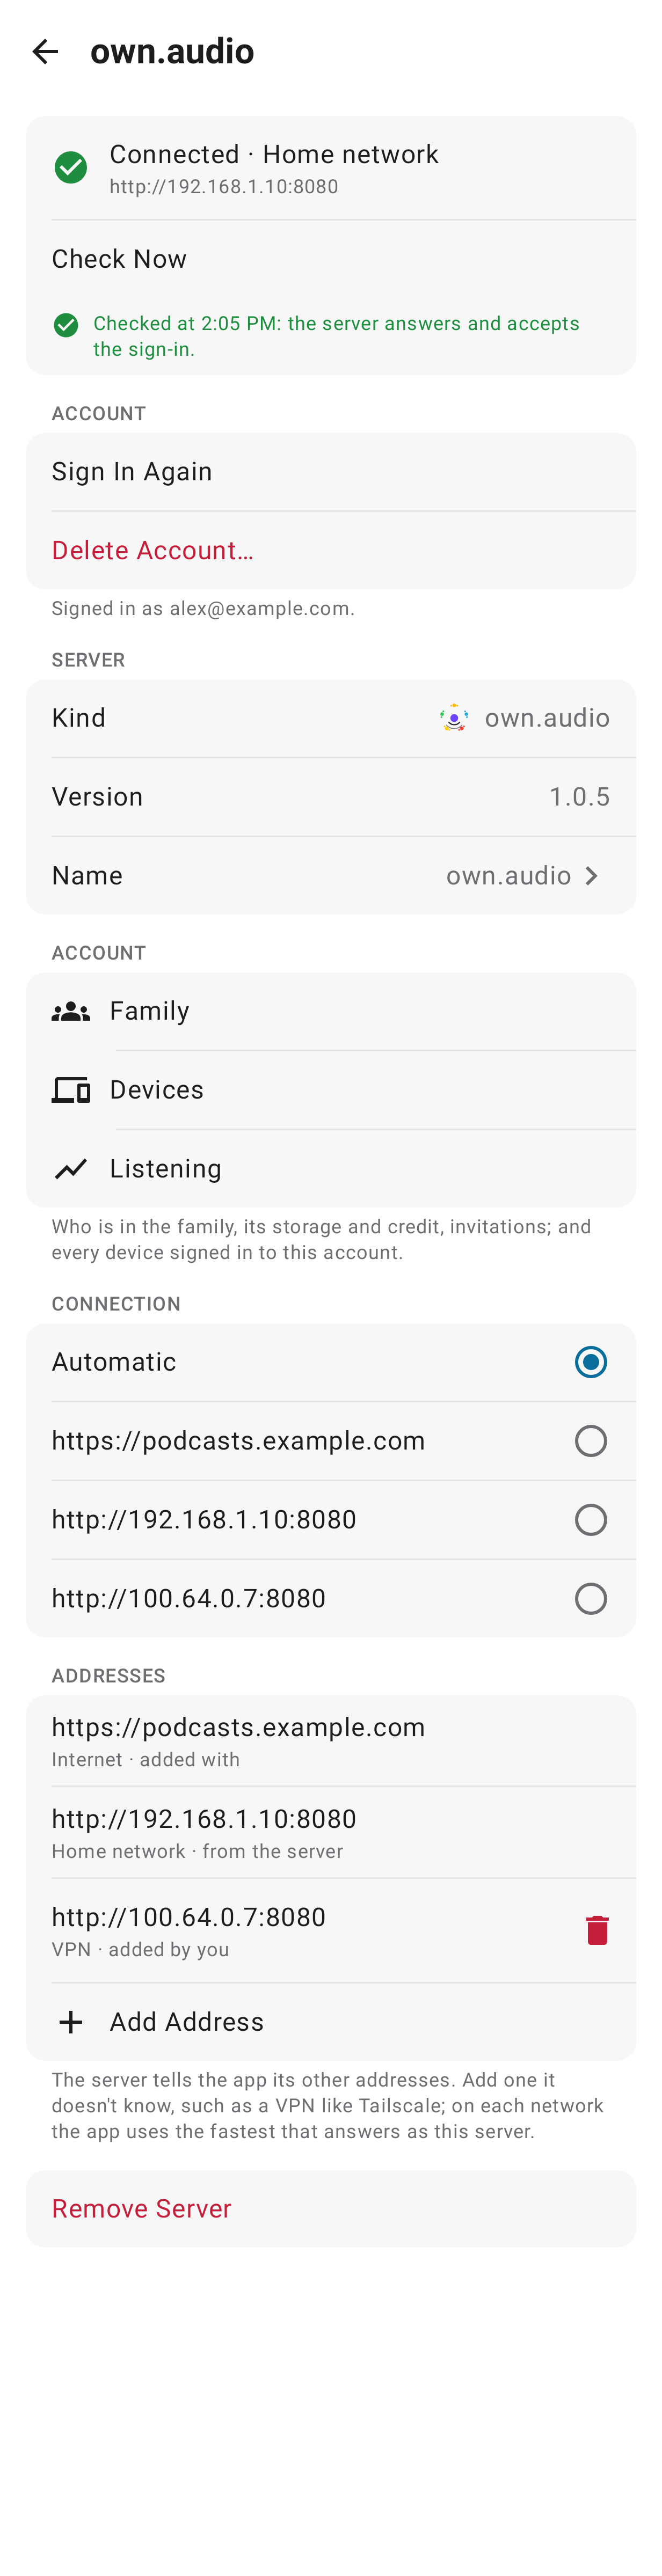 own.audio
Connected · Home network
http://192.168.1.10:8080
Check Now
Checked at 2:05 PM: the server answers and accepts
the sign-in.
ACCOUNT
Sign In Again
Delete Account…
Signed in as alex@example.com.
SERVER
Kind own.audio
Version 1.0.5
Name own.audio
ACCOUNT
Family
Devices
Listening
Who is in the family, its storage and credit, invitations; and
every device signed in to this account.
CONNECTION
Automatic
https://podcasts.example.com
http://192.168.1.10:8080
http://100.64.0.7:8080
ADDRESSES
https://podcasts.example.com
Internet · added with
http://192.168.1.10:8080
Home network · from the server
http://100.64.0.7:8080
VPN · added by you
Add Address
The server tells the app its other addresses. Add one it
doesn't know, such as a VPN like Tailscale; on each network
the app uses the fastest that answers as this server.
Remove Server